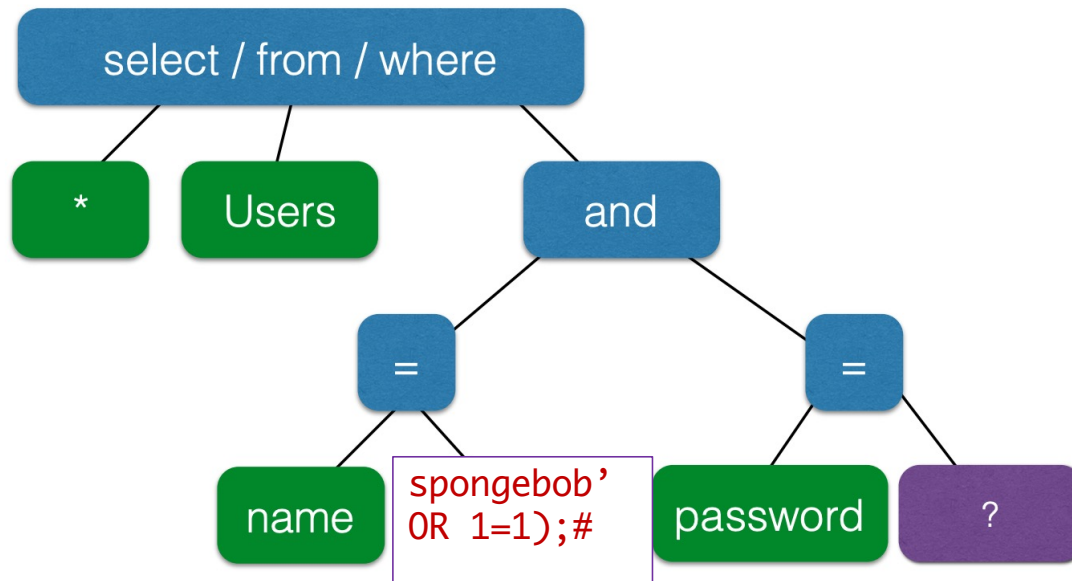 select / from / where
*
Users
and
=
=
name
spongebob’
OR 1=1);#
password
?